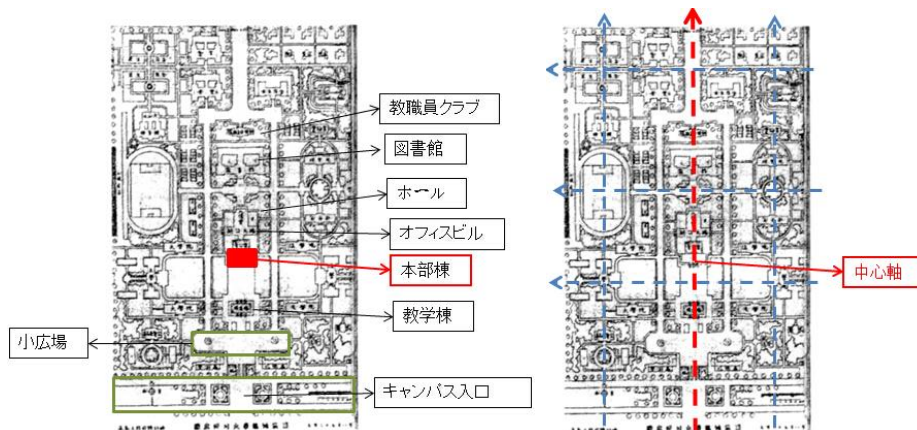 教職員クラブ
図書館
ホール
オフィスビル
本部棟
教学棟
小広場
キャンパス入口
中心軸